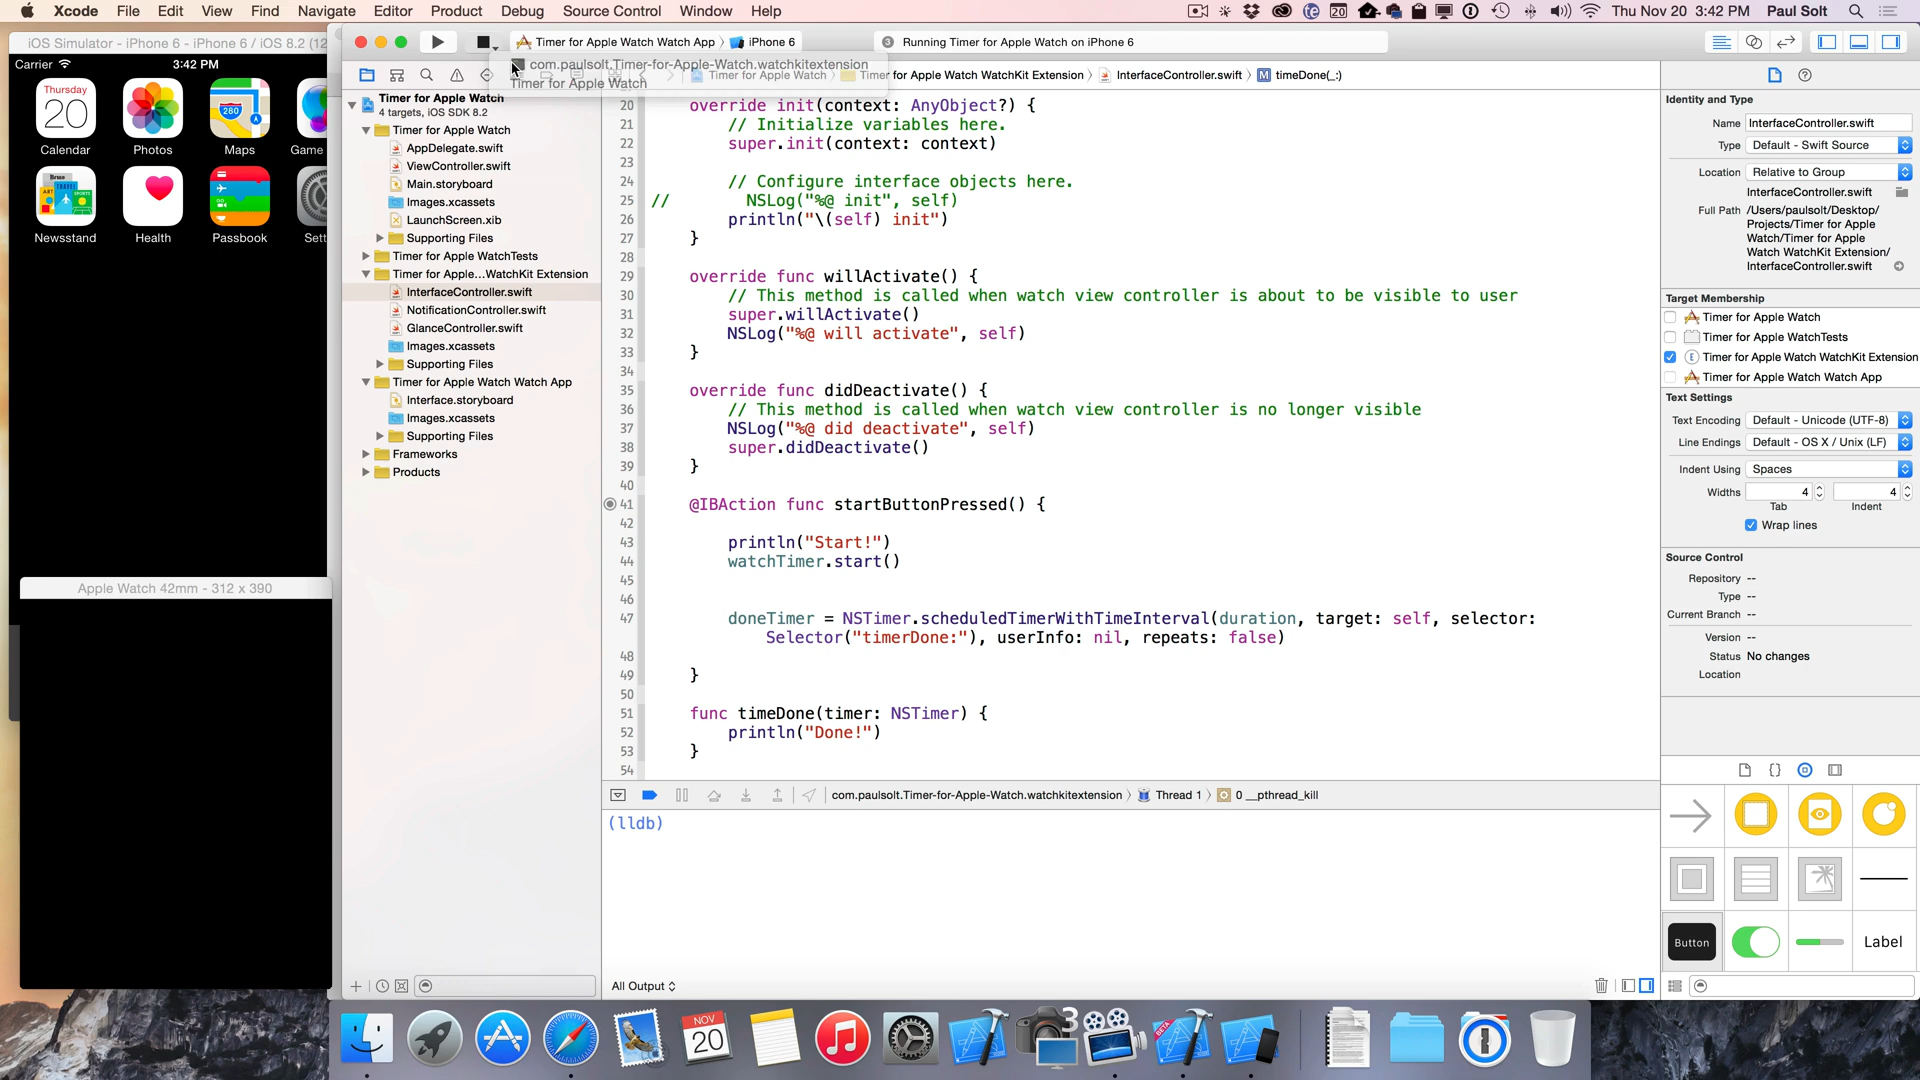 Xcode File Edit View Find Navigate Editor Product Debug Source Control Window Help
20
Thu Nov 20 3:42 PM Paul Solt
iOS Simulator - iPhone 6 - iPhone 6 / iOS 8.2 (12
Carrier 3:42 PM
Thursday
20
280
Calendar Photos Maps Game
Newsstand Health Passbook Sett
Apple Watch 42mm - 312 x 390
Timer for Apple Watch Watch App iPhone 6
3 Running Timer for Apple Watch on iPhone 6
com.paulsolt.Timer-for-Apple-Watch.watchkitextension
Timer for Apple Watch
Timer for Apple Watch Timer for Apple Watch WatchKit Extension InterfaceController.swift M timeDone(_:)
Timer for Apple Watch
4 targets, iOS SDK 8.2
Timer for Apple Watch
AppDelegate.swift
ViewController.swift
Main.storyboard
Images.xcassets
LaunchScreen.xib
Supporting Files
Timer for Apple WatchTests
Timer for Apple...WatchKit Extension
InterfaceController.swift
NotificationController.swift
GlanceController.swift
Images.xcassets
Supporting Files
Timer for Apple Watch Watch App
Interface.storyboard
Images.xcassets
Supporting Files
Frameworks
Products
20 override init(context: AnyObject?) {
21 // Initialize variables here.
22 super.init(context: context)
23
24 // Configure interface objects here.
25 // NSLog("%@ init", self)
26 println("\(self) init")
27 }
28
29 override func willActivate() {
30 // This method is called when watch view controller is about to be visible to user
31 super.willActivate()
32 NSLog("%@ will activate", self)
33 }
34
35 override func didDeactivate() {
36 // This method is called when watch view controller is no longer visible
37 NSLog("%@ did deactivate", self)
38 super.didDeactivate()
39 }
40
41 @IBAction func startButtonPressed() {
42
43 println("Start!")
44 watchTimer.start()
45
46
47 doneTimer = NSTimer.scheduledTimerWithTimeInterval(duration, target: self, selector:
Selector("timerDone:"), userInfo: nil, repeats: false)
48
49 }
50
51 func timeDone(timer: NSTimer) {
52 println("Done!")
53 }
54
com.paulsolt.Timer-for-Apple-Watch.watchkitextension Thread 1 0 __pthread_kill
(lldb)
All Output
Identity and Type
Name InterfaceController.swift
Type Default - Swift Source
Location Relative to Group
InterfaceController.swift
Full Path /Users/paulsolt/Desktop/
Projects/Timer for Apple
Watch/Timer for Apple
Watch WatchKit Extension/
InterfaceController.swift
Target Membership
Timer for Apple Watch
Timer for Apple WatchTests
E Timer for Apple Watch WatchKit Extension
Timer for Apple Watch Watch App
Text Settings
Text Encoding Default - Unicode (UTF-8)
Line Endings Default - OS X / Unix (LF)
Indent Using Spaces
Widths 4 4
Tab Indent
Wrap lines
Source Control
Repository --
Type --
Current Branch --
Version --
Status No changes
Location
Button Label
NOV
20
3
BETA